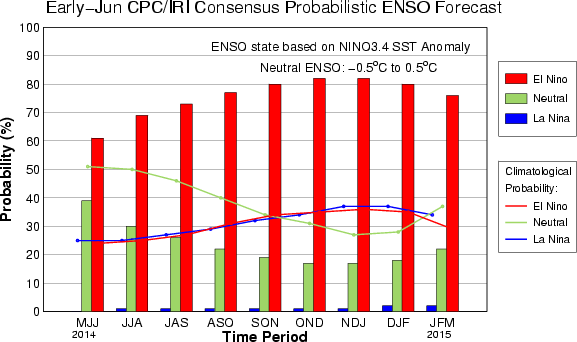 Early-Jun CPC/IRI Consensus Probabilistic ENSO Forecast
ENSO state based on NINO3.4 SST Anomaly
Neutral ENSO: -0.5°C to 0.5°C
Probability (%)
100
90
80
70
60
50
40
30
20
10
0
MJJ JJA JAS ASO SON OND NDJ DJF JFM
2014 2015
Time Period
El Nino
Neutral
La Nina
Climatological
Probability:
El Nino
Neutral
La Nina